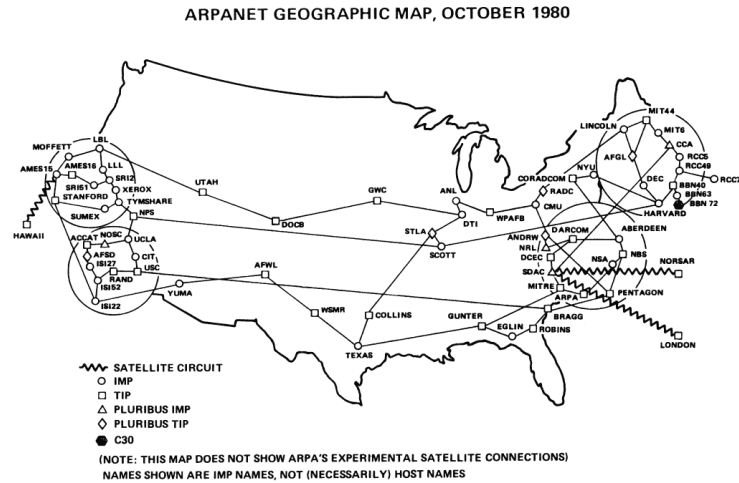 ARPANET GEOGRAPHIC MAP, OCTOBER 1980
MIT44
LINCOLN
MIT6
CCA
RCC5
RCC49
RCC7
AFGL
DEC
BBN40
BBN63
BBN 72
HARVARD
NYU
CORADCOM
RADC
CMU
WPAFB
ANL
DTI
STLA
SCOTT
GWC
DOCB
UTAH
LBL
MOFFETT
AMES15
AMES16
LLL
SRI2
SRI51
XEROX
STANFORD
TYMSHARE
SUMEX
NPS
HAWAII
ACCAT
NOSC
UCLA
AFSD
CIT
ISI27
RAND
USC
ISI52
ISI22
YUMA
AFWL
WSMR
TEXAS
COLLINS
GUNTER
EGLIN
ROBINS
BRAGG
ABERDEEN
DARCOM
ANDRW
NRL
DCEC
NSA
NBS
SDAC
NORSAR
MITRE
ARPA
PENTAGON
LONDON
SATELLITE CIRCUIT
IMP
TIP
PLURIBUS IMP
PLURIBUS TIP
C30
(NOTE: THIS MAP DOES NOT SHOW ARPA'S EXPERIMENTAL SATELLITE CONNECTIONS)
NAMES SHOWN ARE IMP NAMES, NOT (NECESSARILY) HOST NAMES